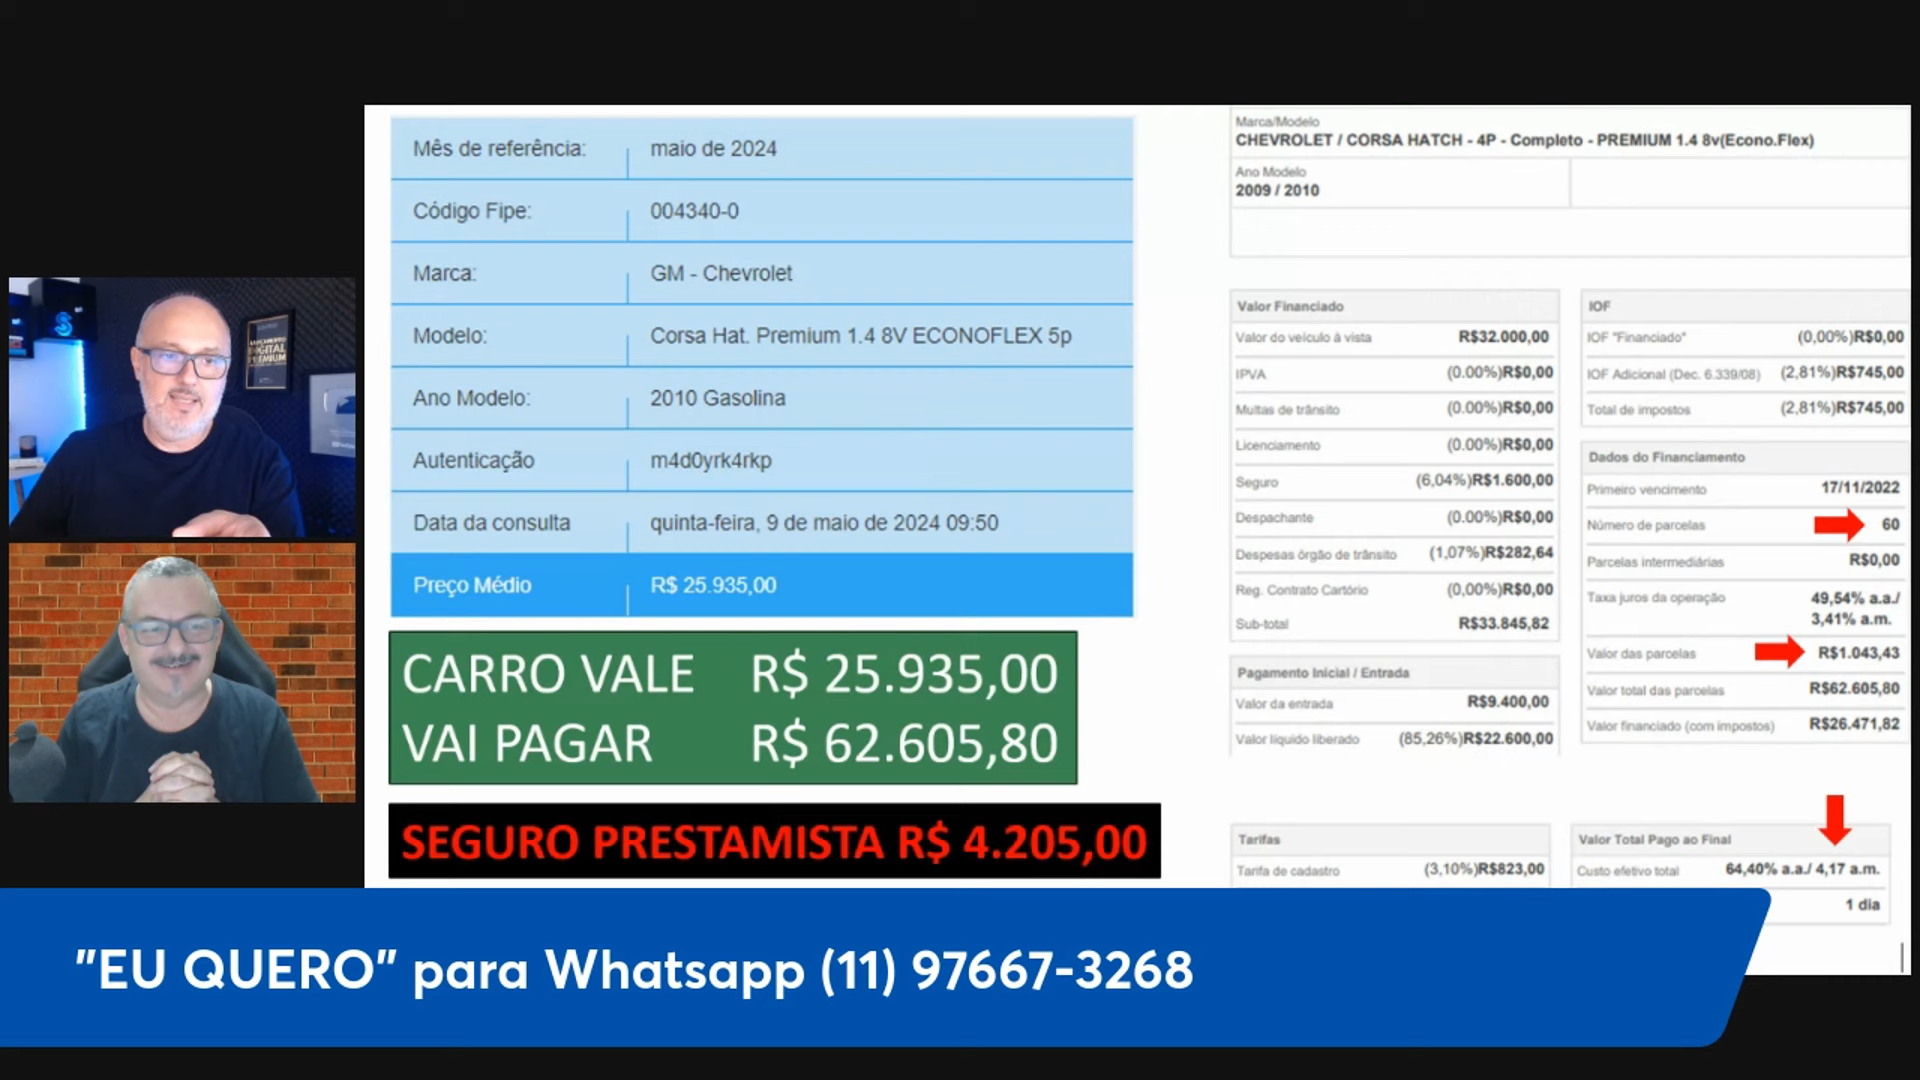 Mês de referência: maio de 2024
Código Fipe: 004340-0
Marca: GM - Chevrolet
Modelo: Corsa Hat. Premium 1.4 8V ECONOFLEX 5p
Ano Modelo: 2010 Gasolina
Autenticação m4d0yrk4rkp
Data da consulta quinta-feira, 9 de maio de 2024 09:50
Preço Médio R$ 25.935,00
CARRO VALE R$ 25.935,00
VAI PAGAR R$ 62.605,80
SEGURO PRESTAMISTA R$ 4.205,00
Marca/Modelo
CHEVROLET / CORSA HATCH - 4P - Completo - PREMIUM 1.4 8v(Econo.Flex)
Ano Modelo
2009 / 2010
Valor Financiado
Valor do veículo à vista R$32.000,00
IPVA (0.00%)R$0,00
Multas de trânsito (0.00%)R$0,00
Licenciamento (0.00%)R$0,00
Seguro (6,04%)R$1.600,00
Despachante (0.00%)R$0,00
Despesas órgão de trânsito (1,07%)R$282,64
Reg. Contrato Cartório (0,00%)R$0,00
Sub-total R$33.845,82
Pagamento Inicial / Entrada
Valor da entrada R$9.400,00
Valor líquido liberado (85,26%)R$22.600,00
IOF
IOF "Financiado" (0,00%)R$0,00
IOF Adicional (Dec. 6.339/08) (2,81%)R$745,00
Total de impostos (2,81%)R$745,00
Dados do Financiamento
Primeiro vencimento 17/11/2022
Número de parcelas 60
Parcelas intermediárias R$0,00
Taxa juros da operação 49,54% a.a./
3,41% a.m.
Valor das parcelas R$1.043,43
Valor total das parcelas R$62.605,80
Valor financiado (com impostos) R$26.471,82
Tarifas
Tarifa de cadastro (3,10%)R$823,00
Valor Total Pago ao Final
Custo efetivo total 64,40% a.a./ 4,17 a.m.
1 dia
"EU QUERO" para Whatsapp (11) 97667-3268